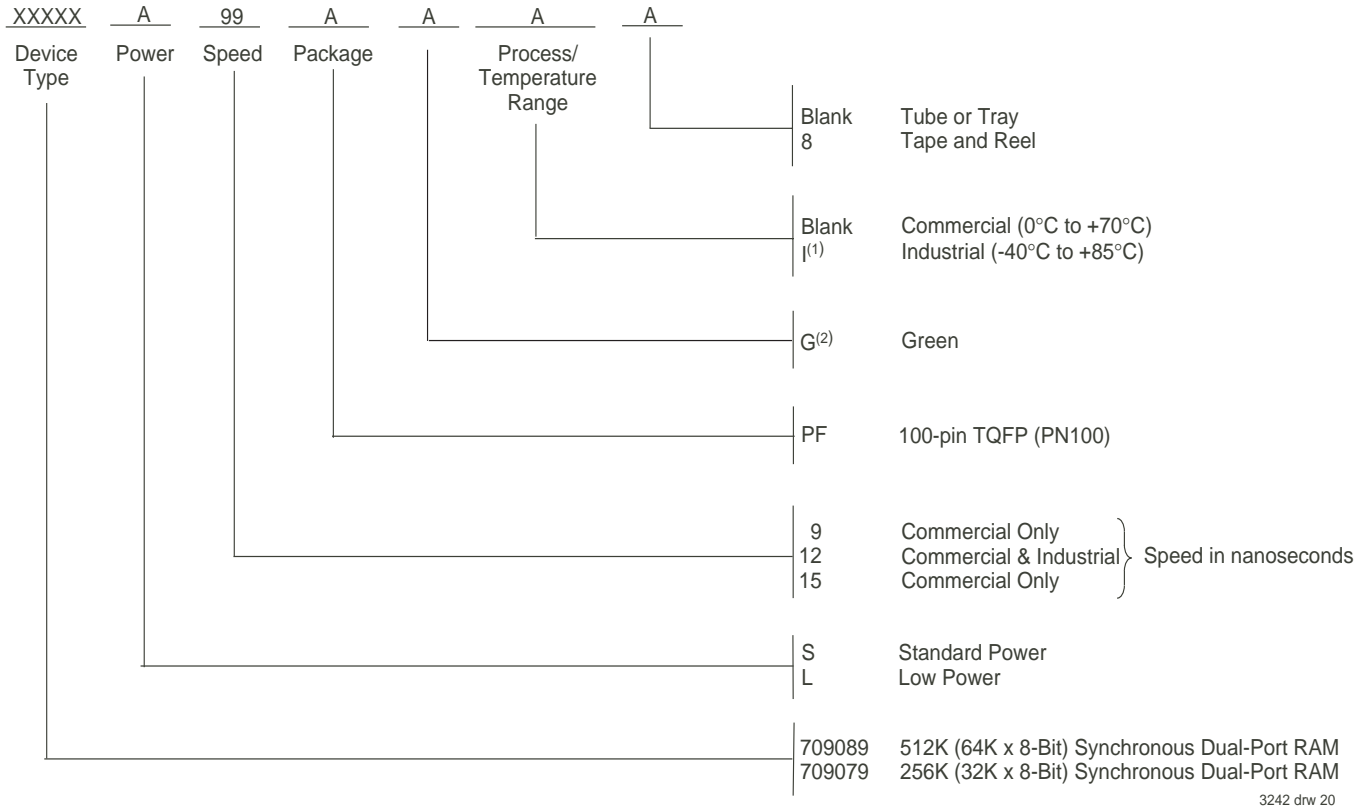 XXXXX A 99 A A A A
Device Type
Power
Speed
Package
Process/
Temperature
Range
Blank Tube or Tray
8 Tape and Reel
Blank Commercial (0°C to +70°C)
I(1) Industrial (-40°C to +85°C)
G(2) Green
PF 100-pin TQFP (PN100)
9 Commercial Only
12 Commercial & Industrial Speed in nanoseconds
15 Commercial Only
S Standard Power
L Low Power
709089 512K (64K x 8-Bit) Synchronous Dual-Port RAM
709079 256K (32K x 8-Bit) Synchronous Dual-Port RAM
3242 drw 20